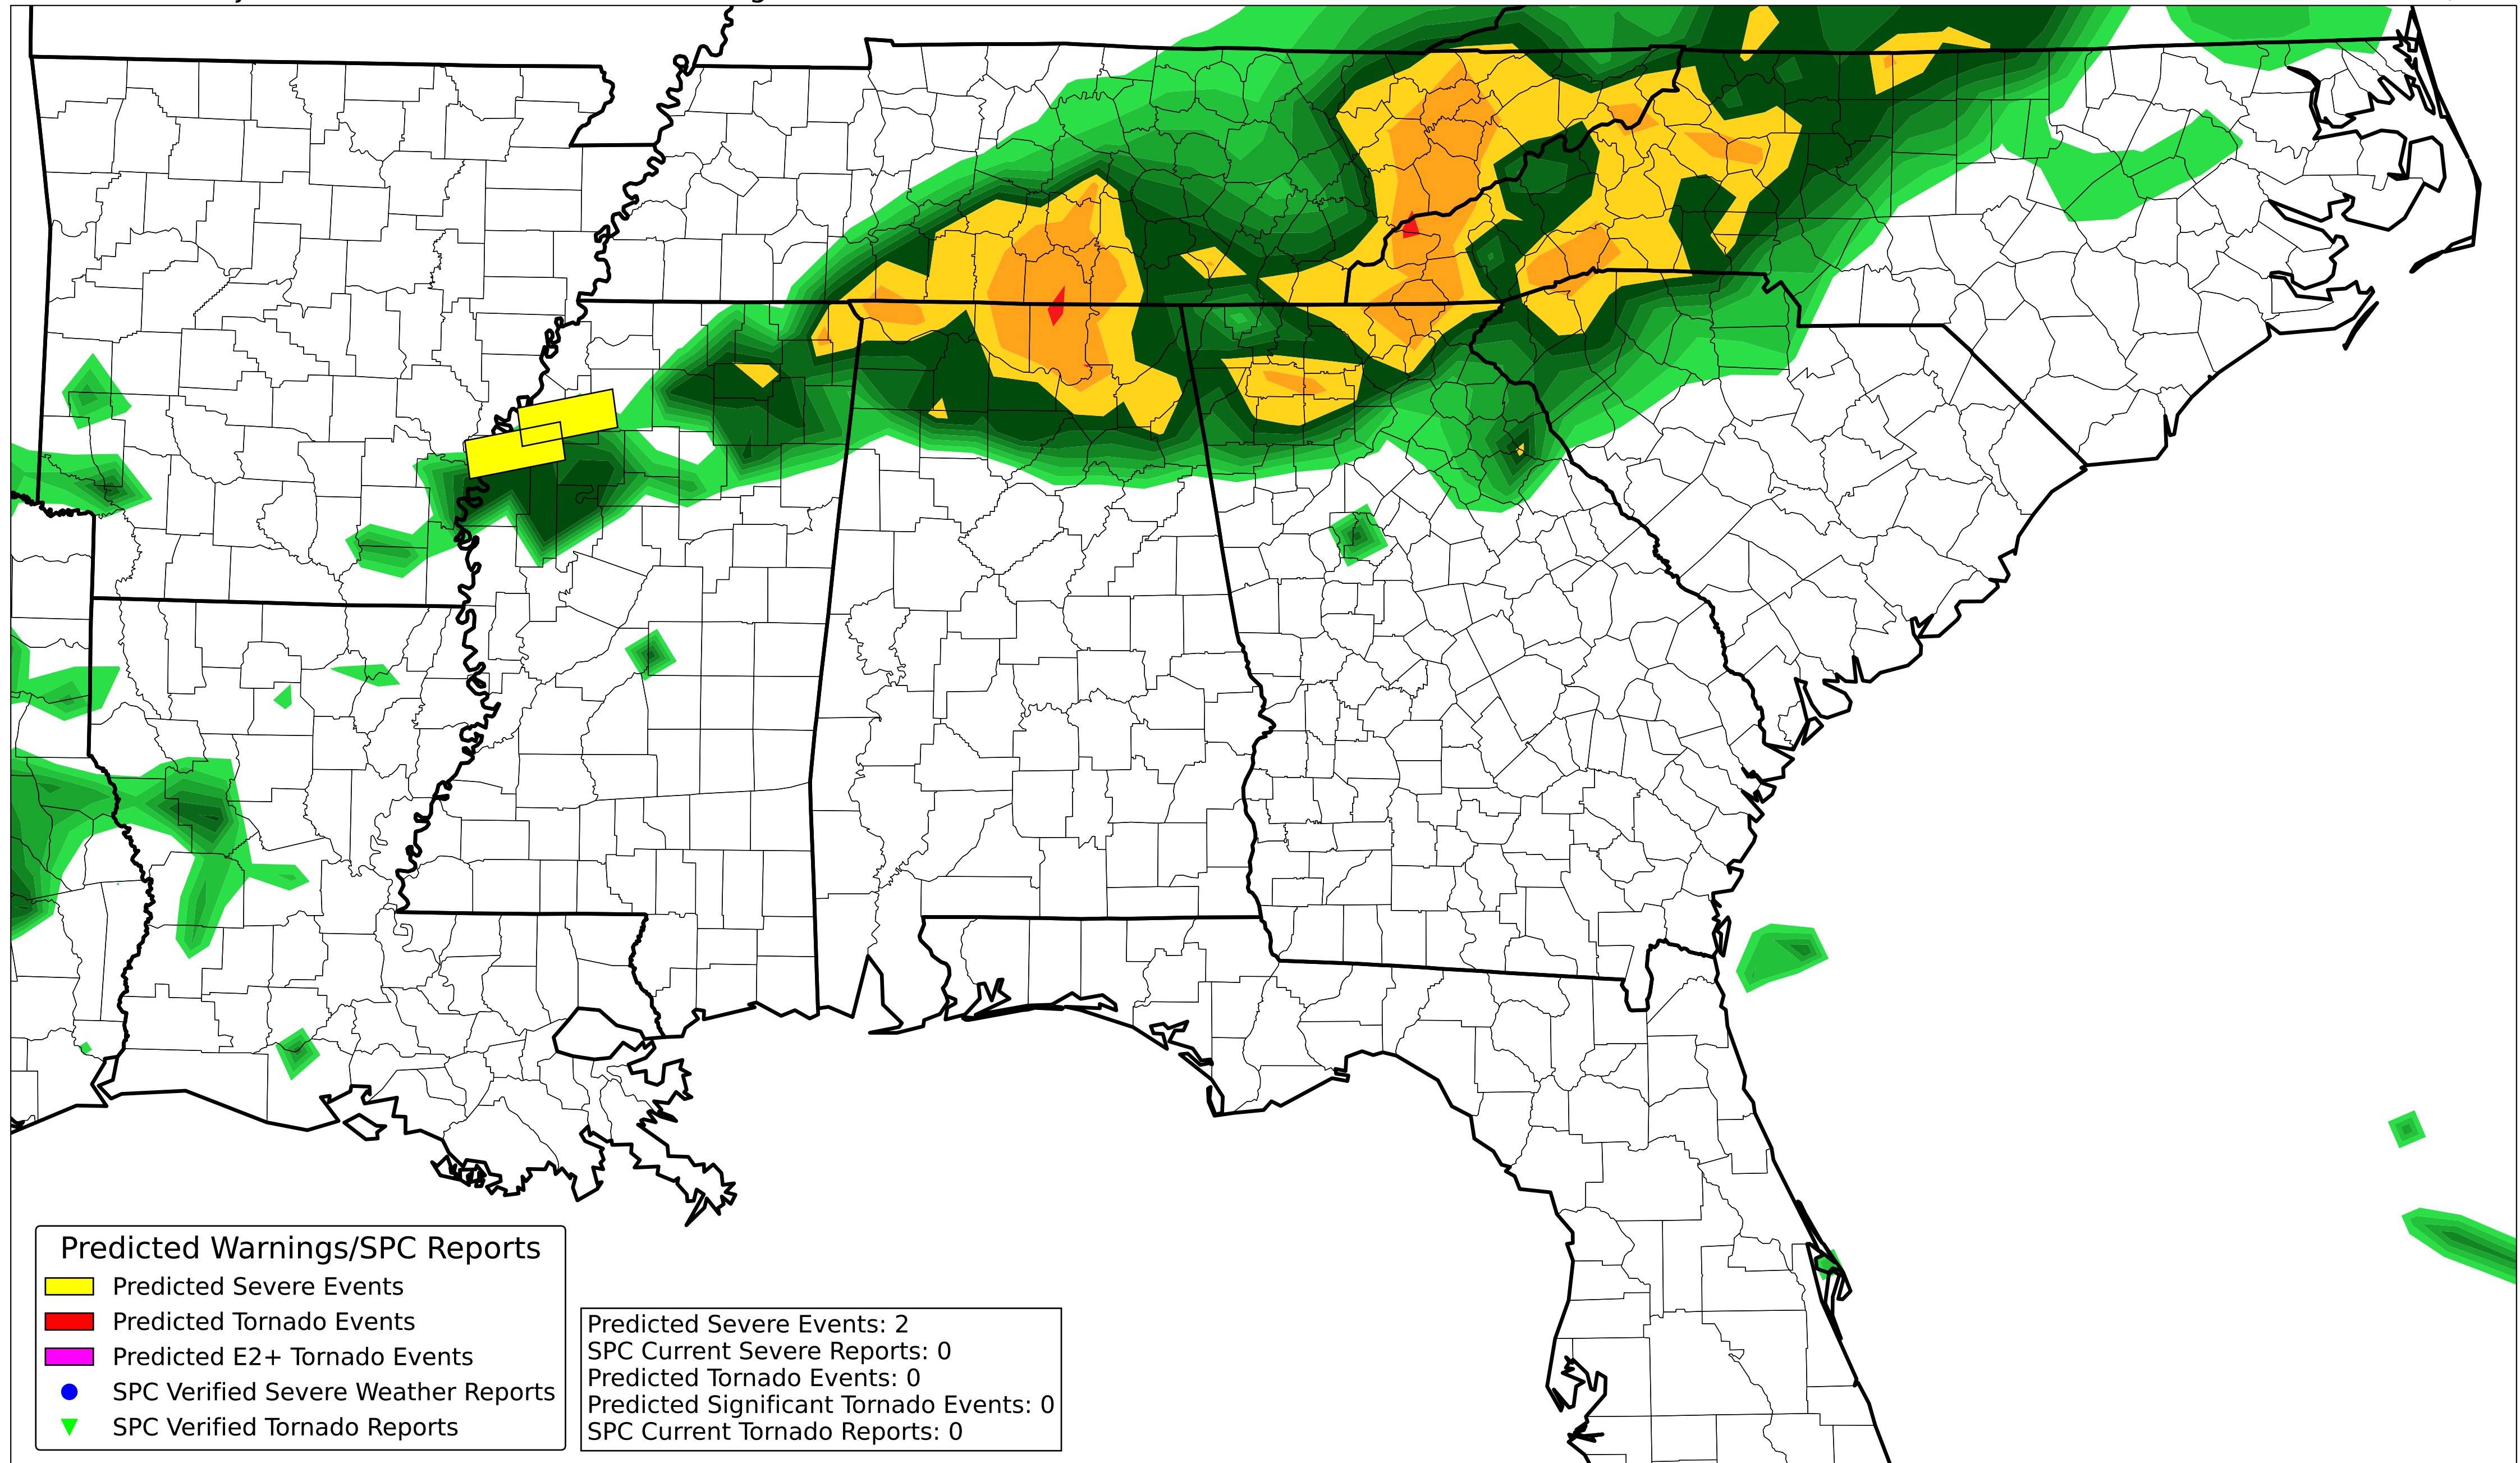 Predicted Warnings/SPC Reports
Predicted Severe Events
Predicted Tornado Events
Predicted E2+ Tornado Events
SPC Verified Severe Weather Reports
SPC Verified Tornado Reports
Predicted Severe Events: 2
SPC Current Severe Reports: 0
Predicted Tornado Events: 0
Predicted Significant Tornado Events: 0
SPC Current Tornado Reports: 0